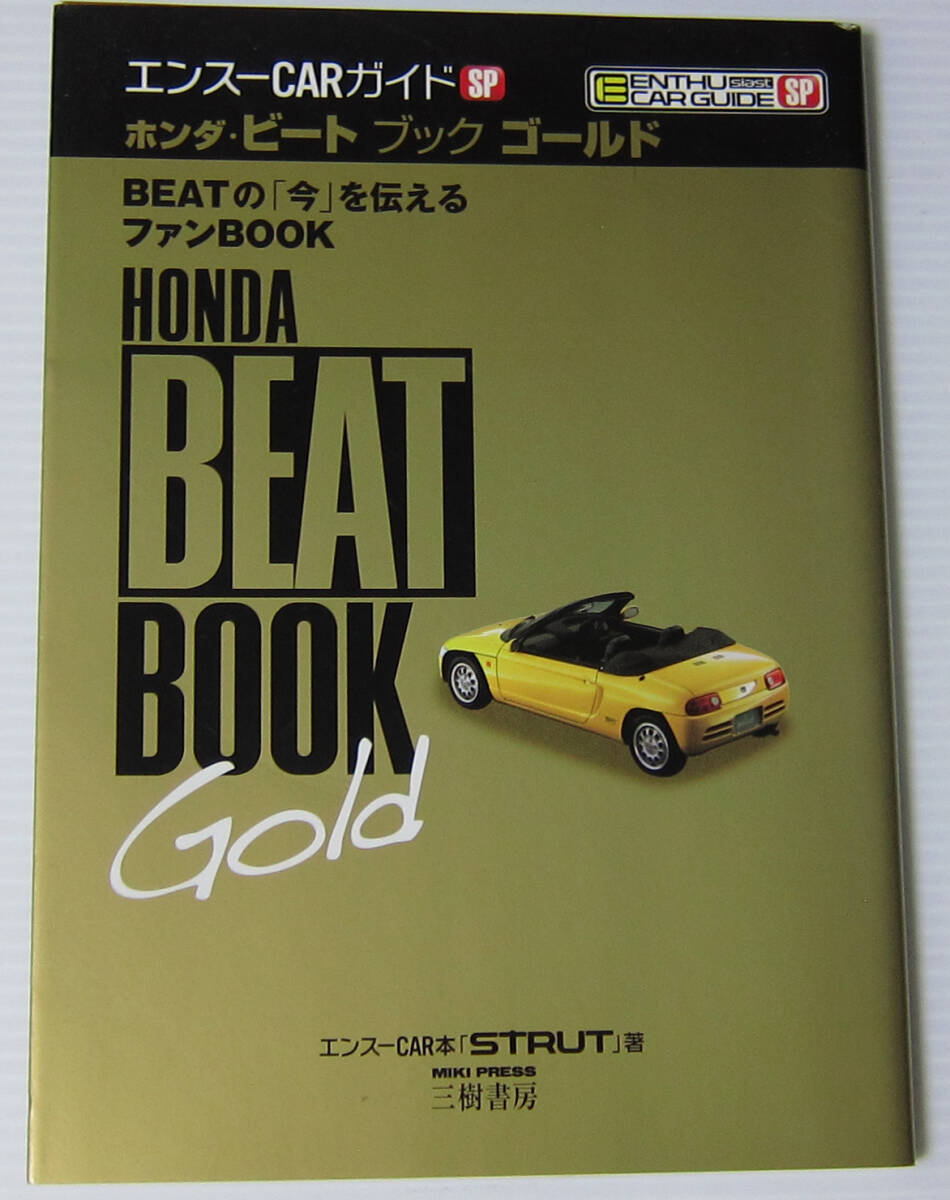 エンスーCARガイド SP
ENTHUsiast
CAR GUIDE SP
ホンダ・ビート ブック ゴールド
BEATの「今」を伝える
ファンBOOK
HONDA
BEAT
BOOK
Gold
エンスーCAR本「STRUT」著
MIKI PRESS
三樹書房